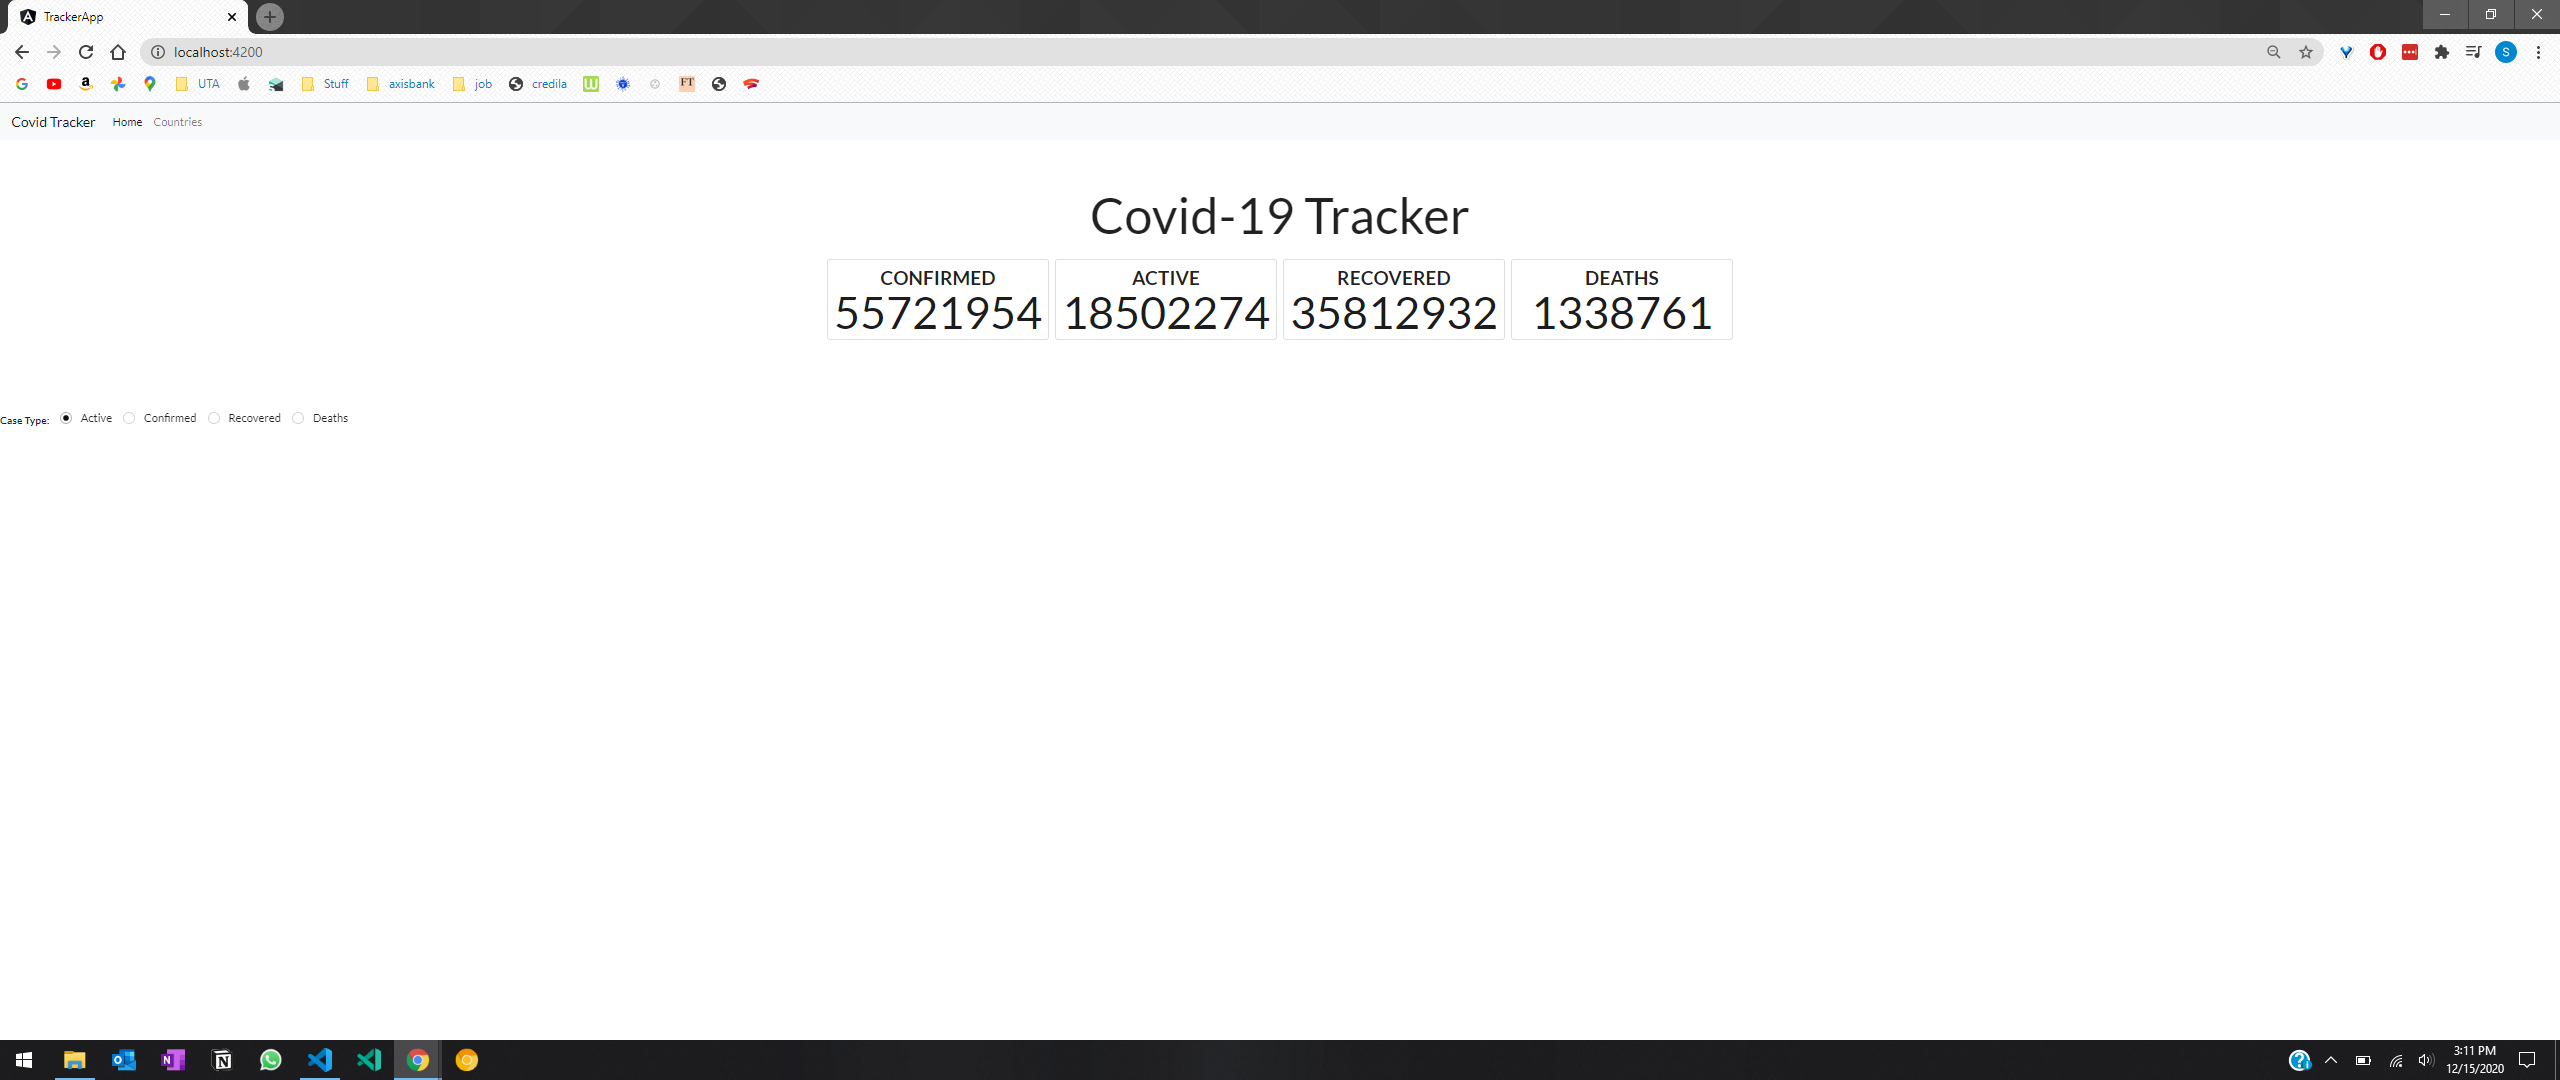 TrackerApp
localhost:4200
UTA Stuff axisbank job credila FT
Covid Tracker Home Countries
Covid-19 Tracker
CONFIRMED ACTIVE RECOVERED DEATHS
55721954 18502274 35812932 1338761
Case Type: Active Confirmed Recovered Deaths
3:11 PM
12/15/2020